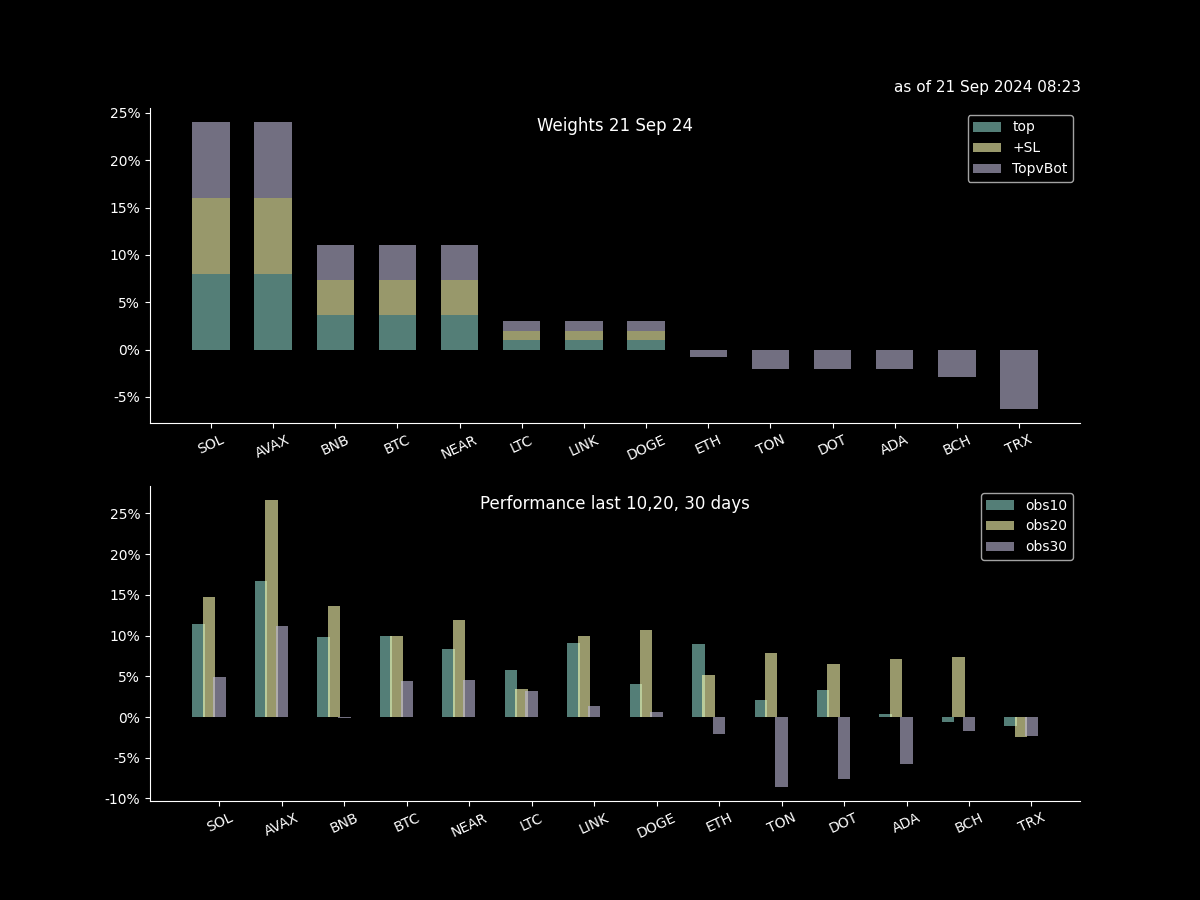 as of 21 Sep 2024 08:23
Weights 21 Sep 24
top
+SL
TopvBot
25%
20%
15%
10%
5%
0%
-5%
SOL AVAX BNB BTC NEAR LTC LINK DOGE ETH TON DOT ADA BCH TRX
Performance last 10,20, 30 days
obs10
obs20
obs30
25%
20%
15%
10%
5%
0%
-5%
-10%
SOL AVAX BNB BTC NEAR LTC LINK DOGE ETH TON DOT ADA BCH TRX